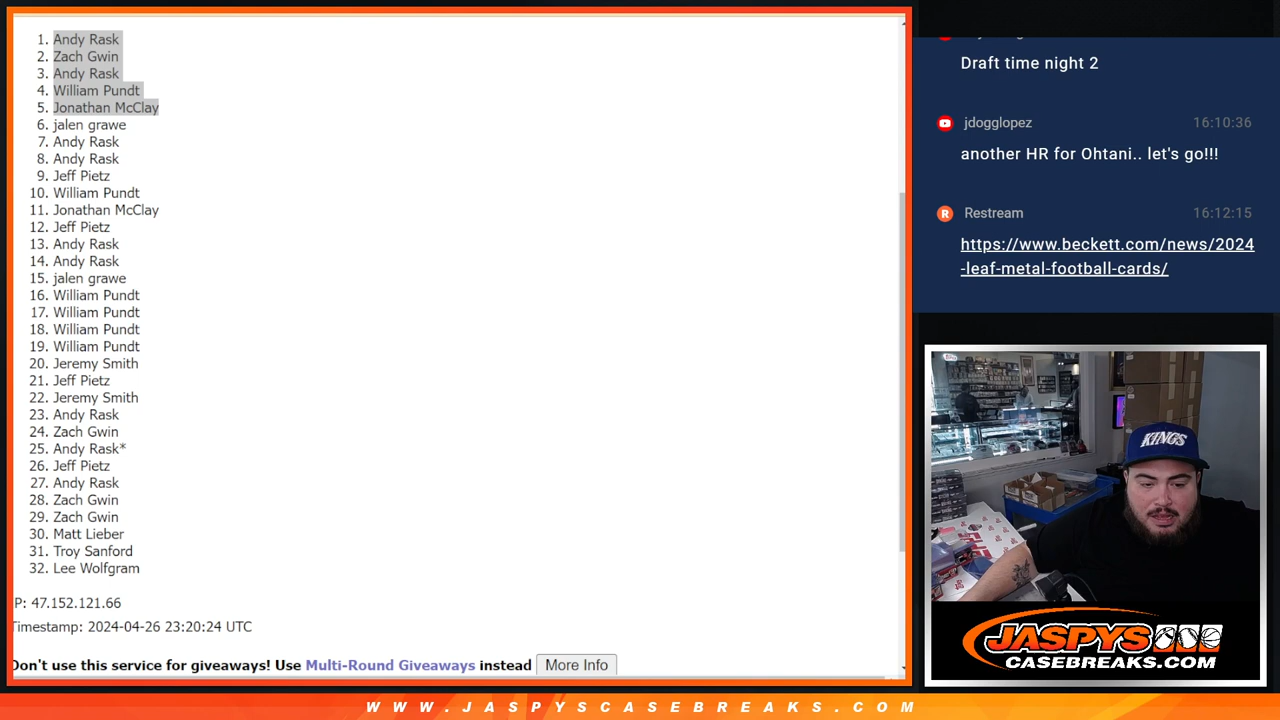 1. Andy Rask
2. Zach Gwin
3. Andy Rask
4. William Pundt
5. Jonathan McClay
6. jalen grawe
7. Andy Rask
8. Andy Rask
9. Jeff Pietz
10. William Pundt
11. Jonathan McClay
12. Jeff Pietz
13. Andy Rask
14. Andy Rask
15. jalen grawe
16. William Pundt
17. William Pundt
18. William Pundt
19. William Pundt
20. Jeremy Smith
21. Jeff Pietz
22. Jeremy Smith
23. Andy Rask
24. Zach Gwin
25. Andy Rask*
26. Jeff Pietz
27. Andy Rask
28. Zach Gwin
29. Zach Gwin
30. Matt Lieber
31. Troy Sanford
32. Lee Wolfgram
P: 47.152.121.66
Timestamp: 2024-04-26 23:20:24 UTC
Don't use this service for giveaways! Use Multi-Round Giveaways instead More Info
Draft time night 2
jdogglopez 16:10:36
another HR for Ohtani.. let's go!!!
Restream 16:12:15
https://www.beckett.com/news/2024
-leaf-metal-football-cards/
KINGS
JASPYS
CASEBREAKS.COM
WWW.JASPYSCASEBREAKS.COM